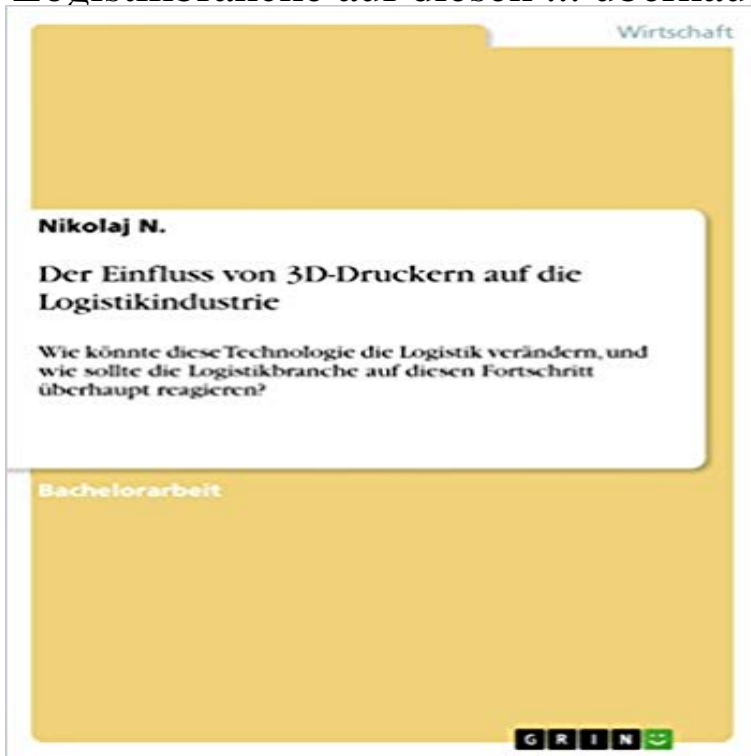 Wirtschaft
Nikolaj N.
Der Einfluss von 3D-Druckern auf die
Logistikindustrie
Wie könnte diese Technologie die Logistik verändern, und
wie sollte die Logistikbranche auf diesen Fortschritt
überhaupt reagieren?
Bachelorarbeit
GRIN